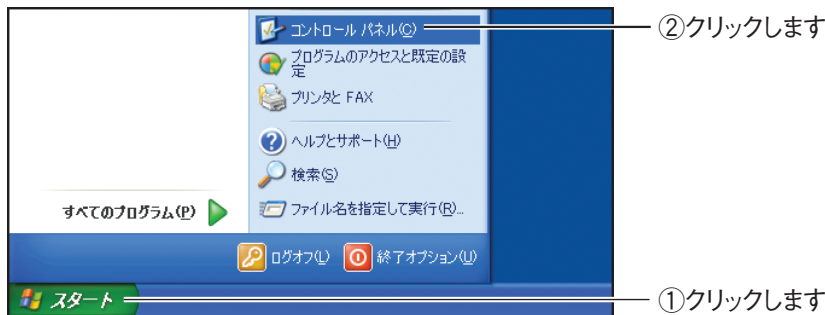 コントロール パネル(C)
②クリックします
プログラムのアクセスと既定の設
定
プリンタと FAX
ヘルプとサポート(H)
検索(S)
すべてのプログラム(P)
ファイル名を指定して実行(R)...
ログオフ(L)
終了オプション(U)
スタート
①クリックします